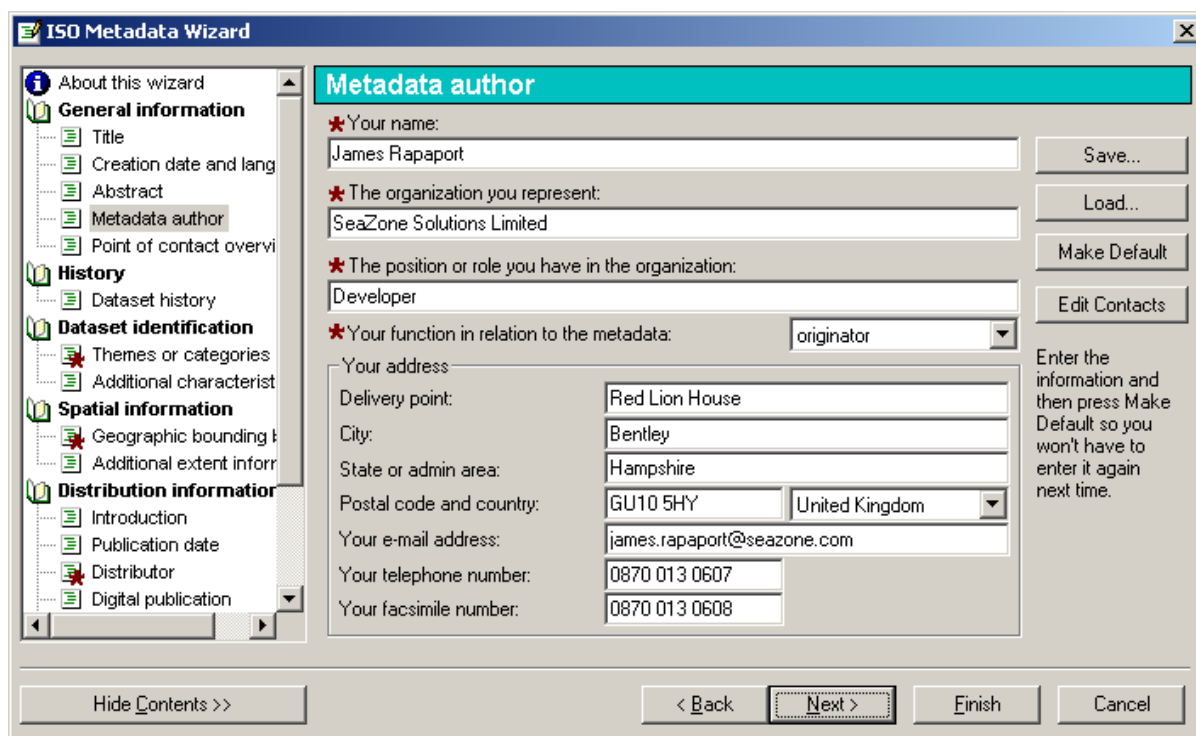 ISO Metadata Wizard
About this wizard
General information
Title
Creation date and lang
Abstract
Metadata author
Point of contact overvi
History
Dataset history
Dataset identification
Themes or categories
Additional characterist
Spatial information
Geographic bounding b
Additional extent inforr
Distribution information
Introduction
Publication date
Distributor
Digital publication
Metadata author
Your name:
James Rapaport
The organization you represent:
SeaZone Solutions Limited
The position or role you have in the organization:
Developer
Your function in relation to the metadata:
originator
Your address
Delivery point:
Red Lion House
City:
Bentley
State or admin area:
Hampshire
Postal code and country:
GU10 5HY
United Kingdom
Your e-mail address:
james.rapaport@seazone.com
Your telephone number:
0870 013 0607
Your facsimile number:
0870 013 0608
Save...
Load...
Make Default
Edit Contacts
Enter the
information and
then press Make
Default so you
won't have to
enter it again
next time.
Hide Contents >>
< Back
Next >
Finish
Cancel